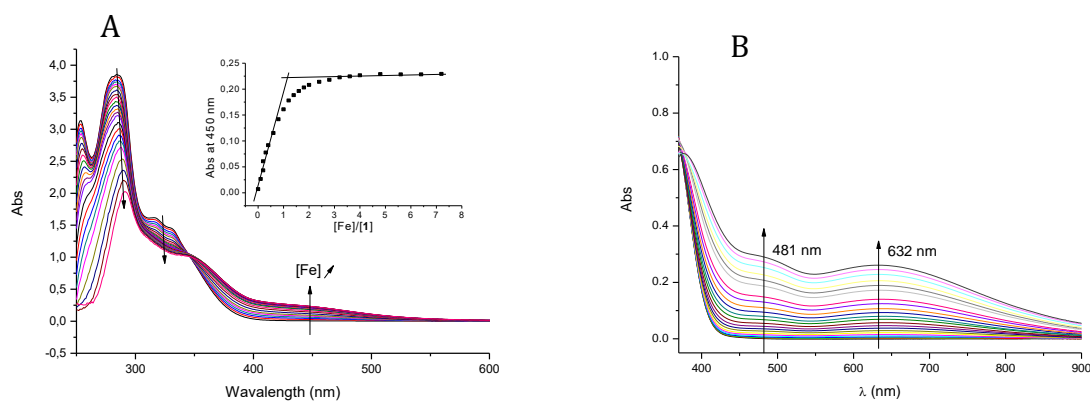 A
4,0
3,5
3,0
2,5
2,0
1,5
1,0
0,5
0,0
-0,5
Abs
300
400
500
600
Wavelength (nm)
[Fe]
0,25
0,20
0,15
0,10
0,05
0,00
Abs at 450 nm
0 1 2 3 4 5 6 7 8
[Fe]/[1]
B
1.0
0.8
0.6
0.4
0.2
0.0
Abs
481 nm
632 nm
400 500 600 700 800 900
λ (nm)